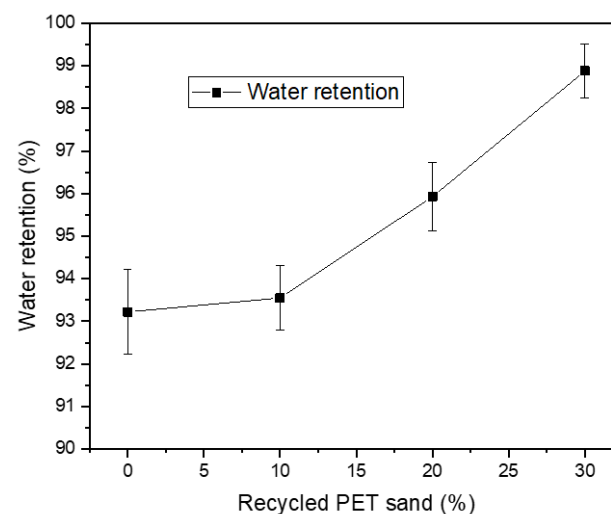 100
99
98
97
96
95
94
93
92
91
90
Water retention (%)
Water retention
0 5 10 15 20 25 30
Recycled PET sand (%)